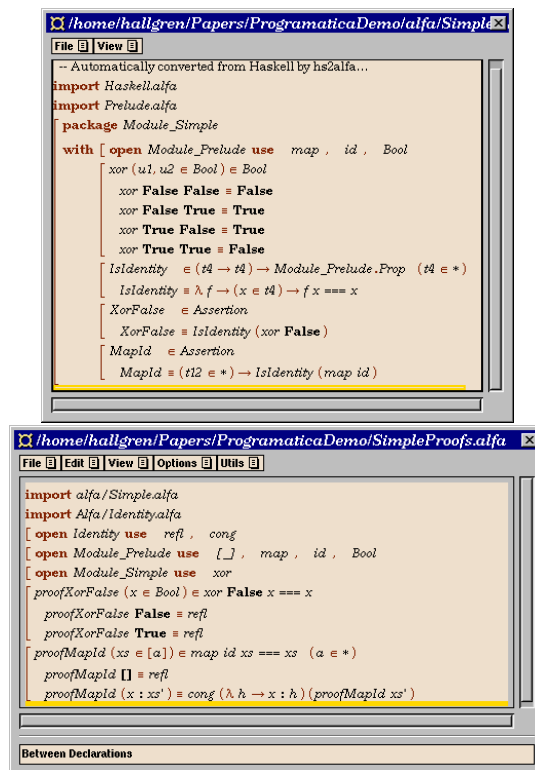 /home/hallgren/Papers/ProgramaticaDemo/alfa/Simple
File View
-- Automatically converted from Haskell by hs2alfa...
import Haskell.alfa
import Prelude.alfa
package Module_Simple
with open Module_Prelude use map , id , Bool
xor (u1, u2 ∈ Bool) ∈ Bool
xor False False ≡ False
xor False True ≡ True
xor True False ≡ True
xor True True ≡ False
IsIdentity ∈ (t4 → t4) → Module_Prelude.Prop (t4 ∈ *)
IsIdentity ≡ λ f → (x ∈ t4) → f x === x
XorFalse ∈ Assertion
XorFalse ≡ IsIdentity (xor False)
MapId ∈ Assertion
MapId ≡ (t12 ∈ *) → IsIdentity (map id)
/home/hallgren/Papers/ProgramaticaDemo/SimpleProofs.alfa
File Edit View Options Utils
import alfa/Simple.alfa
import Alfa/Identity.alfa
open Identity use refl , cong
open Module_Prelude use [_] , map , id , Bool
open Module_Simple use xor
proofXorFalse (x ∈ Bool) ∈ xor False x === x
proofXorFalse False ≡ refl
proofXorFalse True ≡ refl
proofMapId (xs ∈ [a]) ∈ map id xs === xs (a ∈ *)
proofMapId [] ≡ refl
proofMapId (x : xs') ≡ cong (λ h → x : h) (proofMapId xs')
Between Declarations